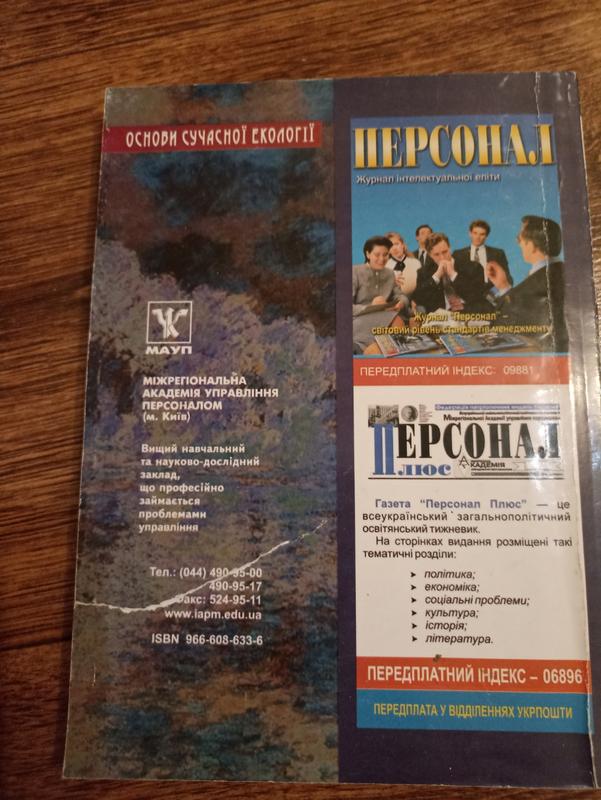 ОСНОВИ СУЧАСНОЇ ЕКОЛОГІЇ
МАУП
МІЖРЕГІОНАЛЬНА
АКАДЕМІЯ УПРАВЛІННЯ
ПЕРСОНАЛОМ
(м. Київ)
Вищий навчальний
та науково-дослідний
заклад,
що професійно
займається
проблемами
управління
Тел.: (044) 490-95-00
490-95-17
Факс: 524-95-11
www.iapm.edu.ua
ISBN 966-608-633-6
ПЕРСОНАЛ
Журнал інтелектуальної еліти
Журнал "Персонал" –
світовий рівень стандартів менеджменту
ПЕРЕДПЛАТНИЙ ІНДЕКС: 09881
ПЕРСОНАЛ
ПЛЮС
АКАДЕМІЯ
Газета "Персонал Плюс" — це
всеукраїнський загальнополітичний
освітянський тижневик.
На сторінках видання розміщені такі
тематичні розділи:
➤ політика;
➤ економіка;
➤ соціальні проблеми;
➤ культура;
➤ історія;
➤ література.
ПЕРЕДПЛАТНИЙ ІНДЕКС – 06896
ПЕРЕДПЛАТА У ВІДДІЛЕННЯХ УКРПОШТИ